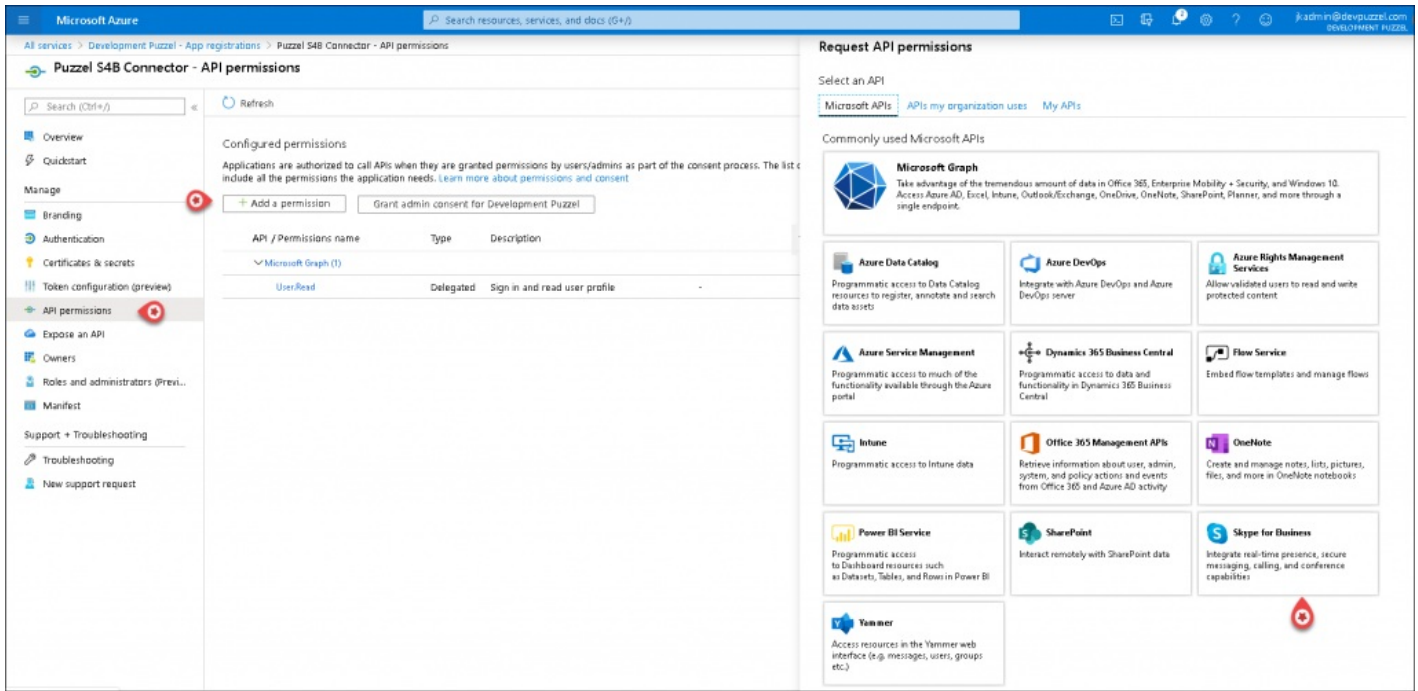 Microsoft Azure
Search resources, services, and docs (G+/)
2
jkadmin@devpuzzel.com
DEVELOPMENT PUZZEL
All services > Development Puzzel - App registrations > Puzzel S4B Connector - API permissions
Puzzel S4B Connector - API permissions
Search (Ctrl+/)
«
Overview
Quickstart
Manage
Branding
Authentication
Certificates & secrets
Token configuration (preview)
API permissions
Expose an API
Owners
Roles and administrators (Previ...
Manifest
Support + Troubleshooting
Troubleshooting
New support request
Refresh
Configured permissions
Applications are authorized to call APIs when they are granted permissions by users/admins as part of the consent process. The list o
include all the permissions the application needs. Learn more about permissions and consent
+ Add a permission
Grant admin consent for Development Puzzel
API / Permissions name Type Description
Microsoft Graph (1)
User.Read Delegated Sign in and read user profile -
Request API permissions
Select an API
Microsoft APIs APIs my organization uses My APIs
Commonly used Microsoft APIs
Microsoft Graph
Take advantage of the tremendous amount of data in Office 365, Enterprise Mobility + Security, and Windows 10.
Access Azure AD, Excel, Intune, Outlook/Exchange, OneDrive, OneNote, SharePoint, Planner, and more through a
single endpoint.
Azure Data Catalog
Programmatic access to Data Catalog
resources to register, annotate and search
data assets
Azure DevOps
Integrate with Azure DevOps and Azure
DevOps server
Azure Rights Management
Services
Allow validated users to read and write
protected content
Azure Service Management
Programmatic access to much of the
functionality available through the Azure
portal
Dynamics 365 Business Central
Programmatic access to data and
functionality in Dynamics 365 Business
Central
Flow Service
Embed flow templates and manage flows
Intune
Programmatic access to Intune data
Office 365 Management APIs
Retrieve information about user, admin,
system, and policy actions and events
from Office 365 and Azure AD activity
OneNote
Create and manage notes, lists, pictures,
files, and more in OneNote notebooks
Power BI Service
Programmatic access
to Dashboard resources such
as Datasets, Tables, and Rows in Power BI
SharePoint
Interact remotely with SharePoint data
Skype for Business
Integrate real-time presence, secure
messaging, calling, and conference
capabilities
Yammer
Access resources in the Yammer web
interface (e.g. messages, users, groups
etc.)